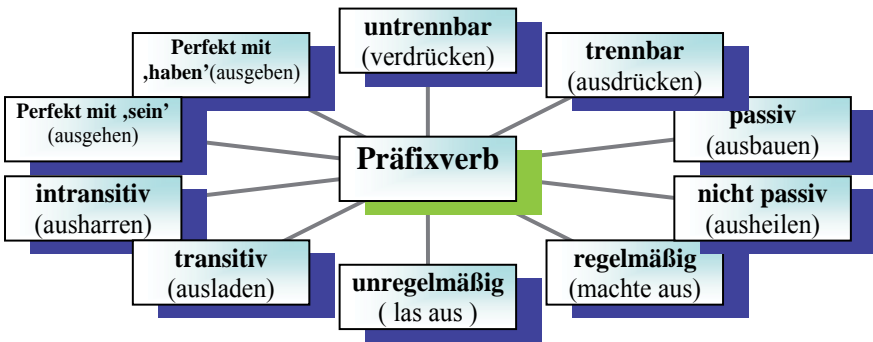 untrennbar
(verdrücken)
trennbar
(ausdrücken)
passiv
(ausbauen)
nicht passiv
(ausheilen)
regelmäßig
(machte aus)
unregelmäßig
( las aus )
transitiv
(ausladen)
intransitiv
(ausharren)
Perfekt mit ‚sein’
(ausgehen)
Perfekt mit
‚haben’(ausgeben)
Präfixverb